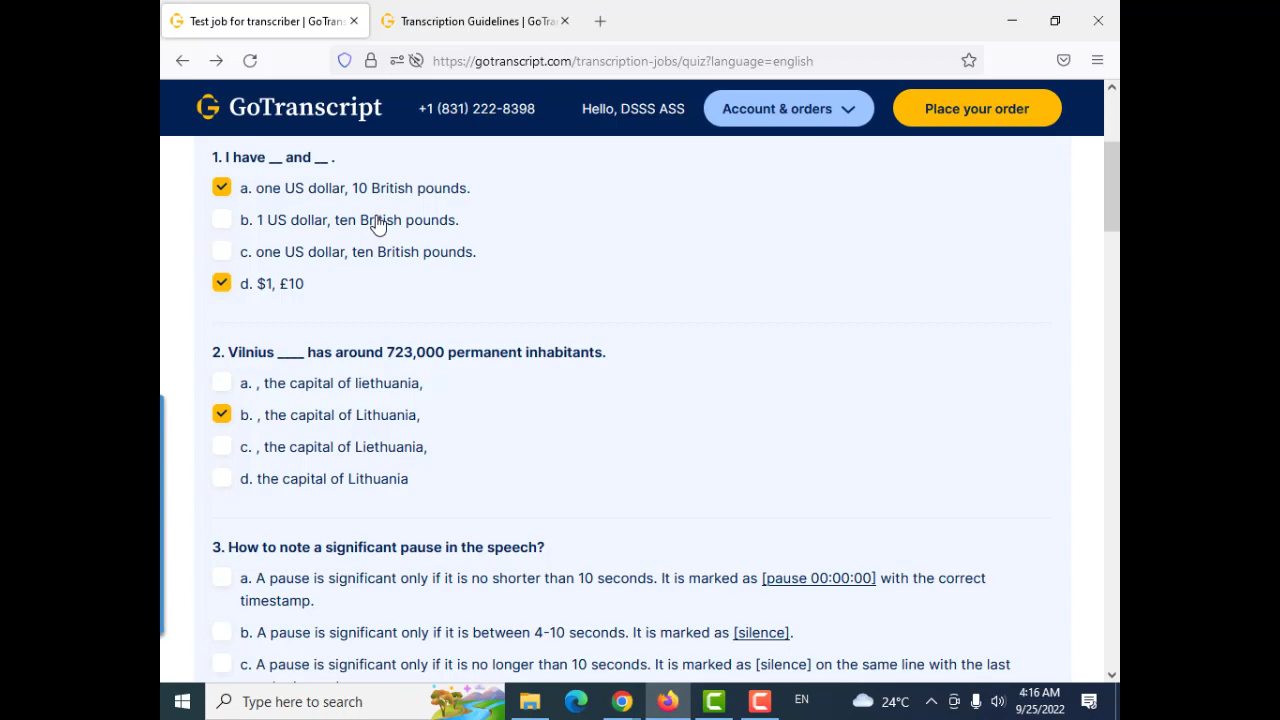 Test job for transcriber | GoTrans
Transcription Guidelines | GoTra
https://gotranscript.com/transcription-jobs/quiz?language=english
GoTranscript
+1 (831) 222-8398
Hello, DSSS ASS
Account & orders
Place your order
1. I have __ and __ .
a. one US dollar, 10 British pounds.
b. 1 US dollar, ten British pounds.
c. one US dollar, ten British pounds.
d. $1, £10
2. Vilnius ____ has around 723,000 permanent inhabitants.
a. , the capital of liethuania,
b. , the capital of Lithuania,
c. , the capital of Liethuania,
d. the capital of Lithuania
3. How to note a significant pause in the speech?
a. A pause is significant only if it is no shorter than 10 seconds. It is marked as [pause 00:00:00] with the correct
timestamp.
b. A pause is significant only if it is between 4-10 seconds. It is marked as [silence].
c. A pause is significant only if it is no longer than 10 seconds. It is marked as [silence] on the same line with the last
Type here to search
24°C
EN
4:16 AM
9/25/2022